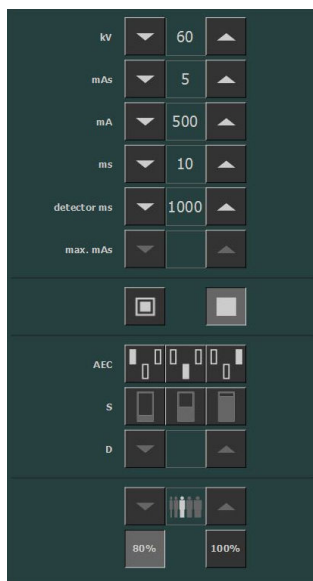 kV 60
mAs 5
mA 500
ms 10
detector ms 1000
max. mAs
AEC
S
D
80% 100%